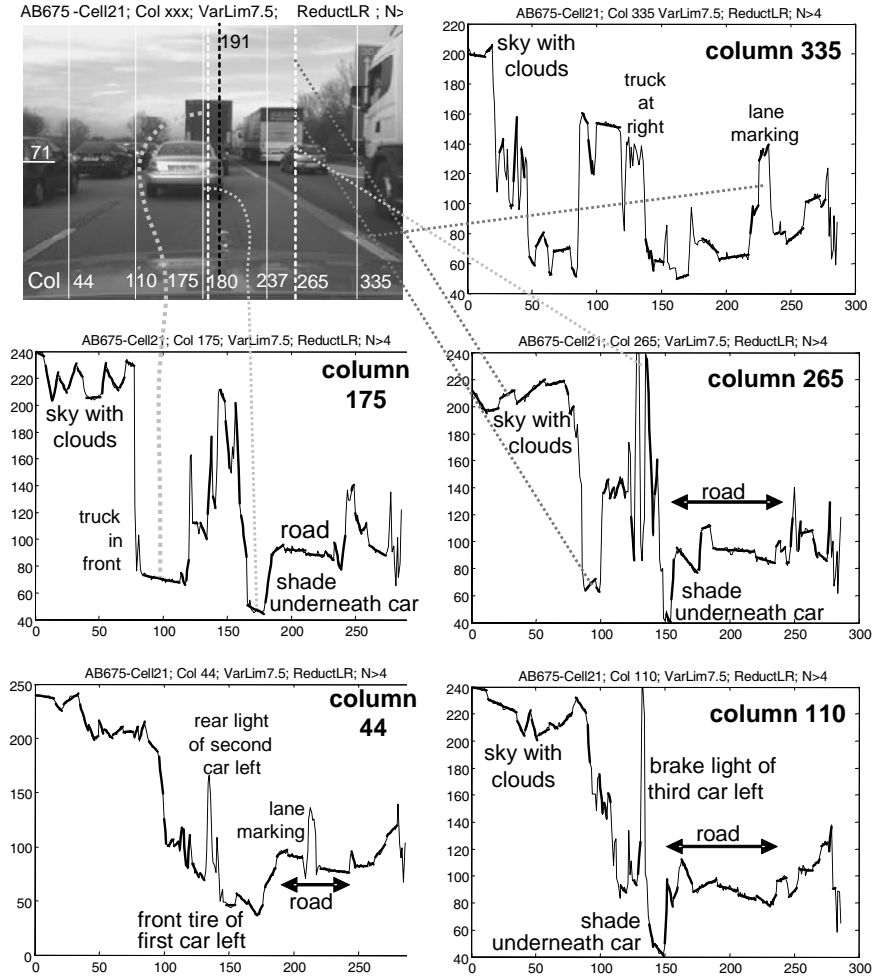 AB675 -Cell21; Col xxx; VarLim7.5; ReductLR ; N>
191
71
Col 44 110 175 180 237 265 335
AB675-Cell21; Col 335 VarLim7.5; ReductLR; N>4
column 335
sky with
clouds
truck
at
right
lane
marking
220
200
180
160
140
120
100
80
60
40
0 50 100 150 200 250 300
AB675-Cell21; Col 175; VarLim7.5; ReductLR; N>4
column
175
sky with
clouds
truck
in
front
road
shade
underneath car
240
220
200
180
160
140
120
100
80
60
40
0 50 100 150 200 250
AB675-Cell21; Col 265; VarLim7.5; ReductLR; N>4
column 265
sky with
clouds
road
shade
underneath car
240
220
200
180
160
140
120
100
80
60
40
0 50 100 150 200 250 300
AB675-Cell21; Col 44; VarLim7.5; ReductLR; N>4
column
44
rear light
of second
car left
lane
marking
road
front tire of
first car left
250
200
150
100
50
0
0 50 100 150 200 250
AB675-Cell21; Col 110; VarLim7.5; ReductLR; N>4
column 110
sky with
clouds
brake light of
third car left
road
shade
underneath car
240
220
200
180
160
140
120
100
80
60
40
0 50 100 150 200 250 300